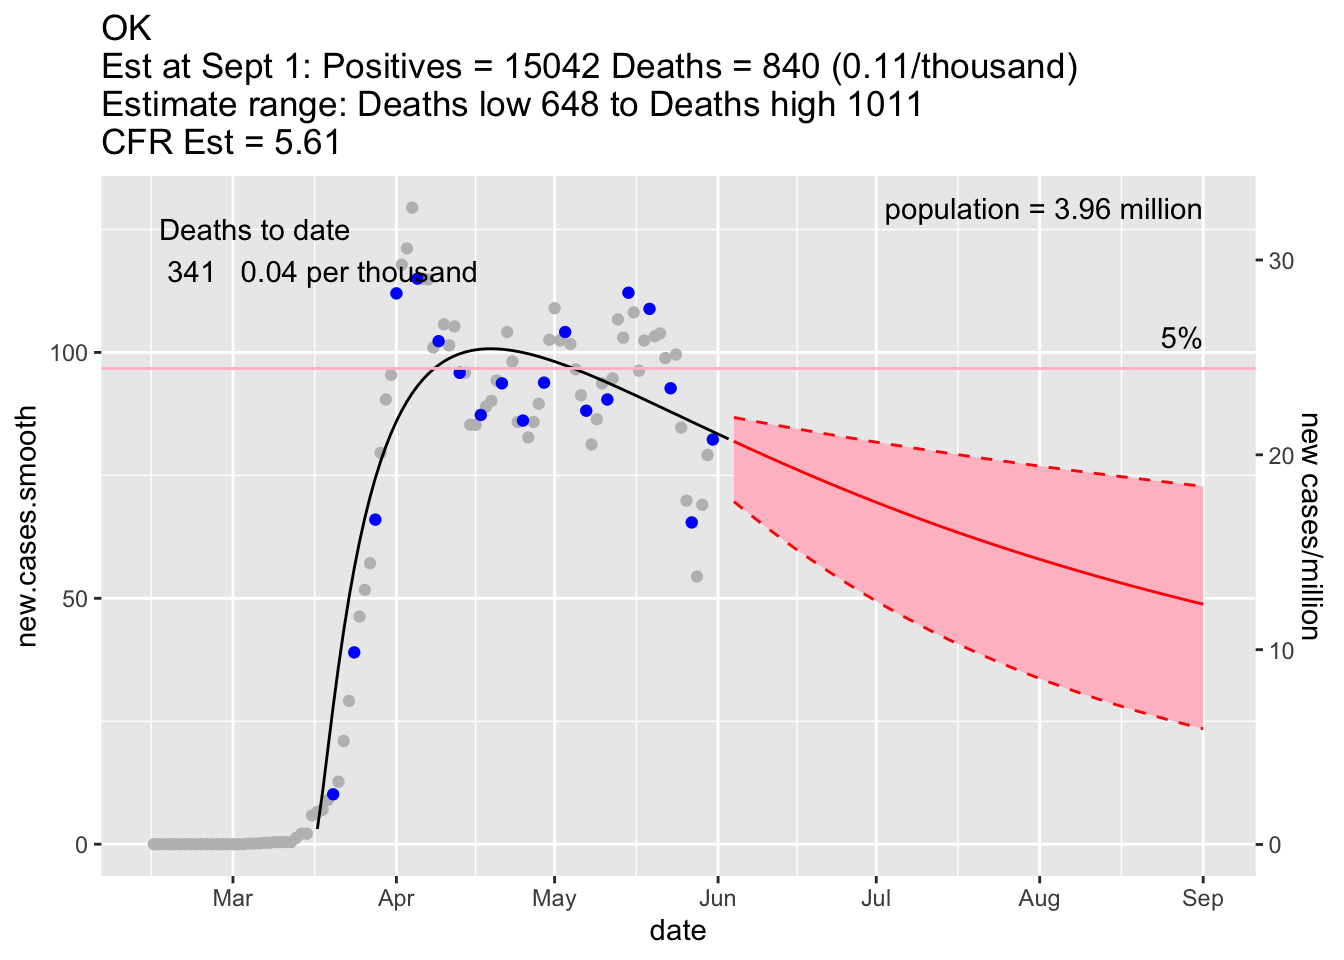 OK
Est at Sept 1: Positives = 15042 Deaths = 840 (0.11/thousand)
Estimate range: Deaths low 648 to Deaths high 1011
CFR Est = 5.61
population = 3.96 million
Deaths to date
341 0.04 per thousand
5%
100
50
0
new.cases.smooth
30
20
10
0
new cases/million
Mar Apr May Jun Jul Aug Sep
date